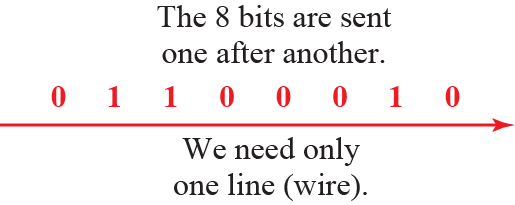 The 8 bits are sent
one after another.
0 1 1 0 0 0 1 0
We need only
one line (wire).